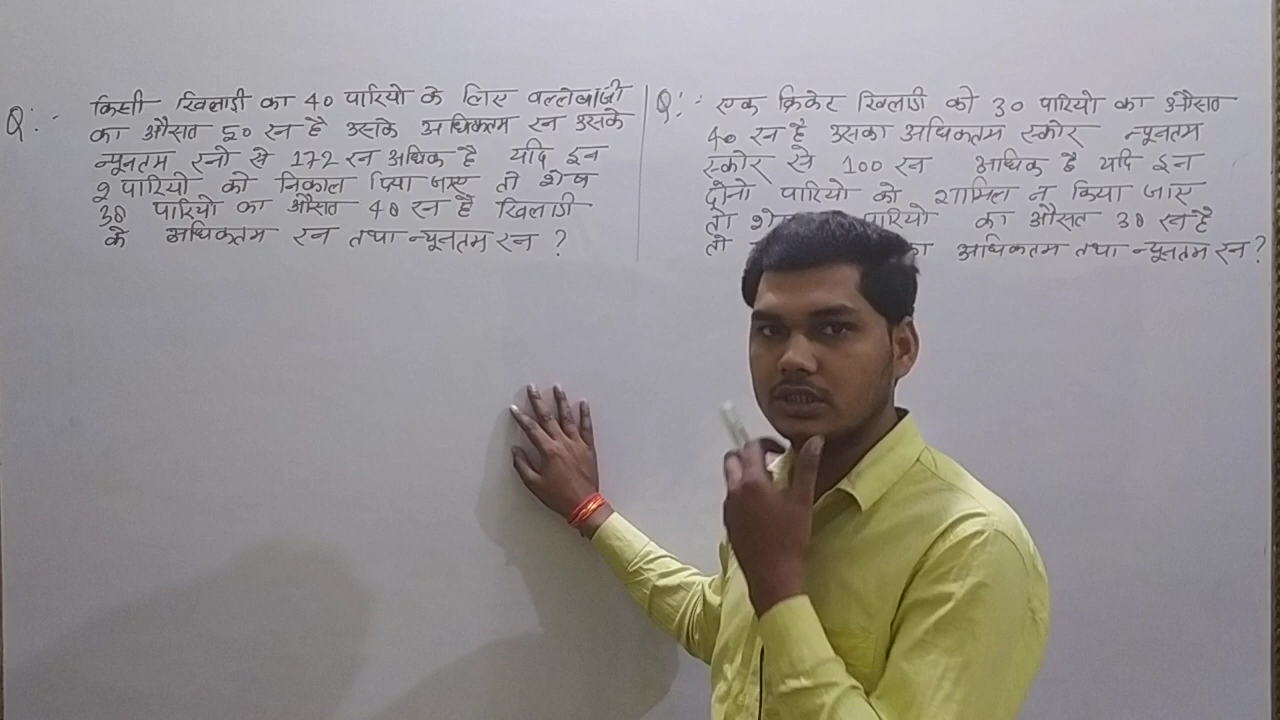 Q:- किसी खिलाडी का 40 पारियो के लिए वल्लेबाजी
का औसत 50 रन है उसके अधिकतम रन उसके
न्यूनतम रनो से 172 रन अधिक है यदि इन
2 पारियो को निकाल दिया जाए तो शेष
38 पारियो का औसत 48 रन है खिलाडी
के अधिकतम रन तथा न्यूनतम रन ?
Q:- एक क्रिकेट खिलाडी की 30 पारियो का औसत
40 रन है उसका अधिकतम स्कोर न्यूनतम
स्कोर से 100 रन अधिक है यदि इन
दोनो पारियो को शामिल न किया जाए
तो पारियो का औसत 38 रन है
तो अधिकतम तथा न्यूनतम रन ?